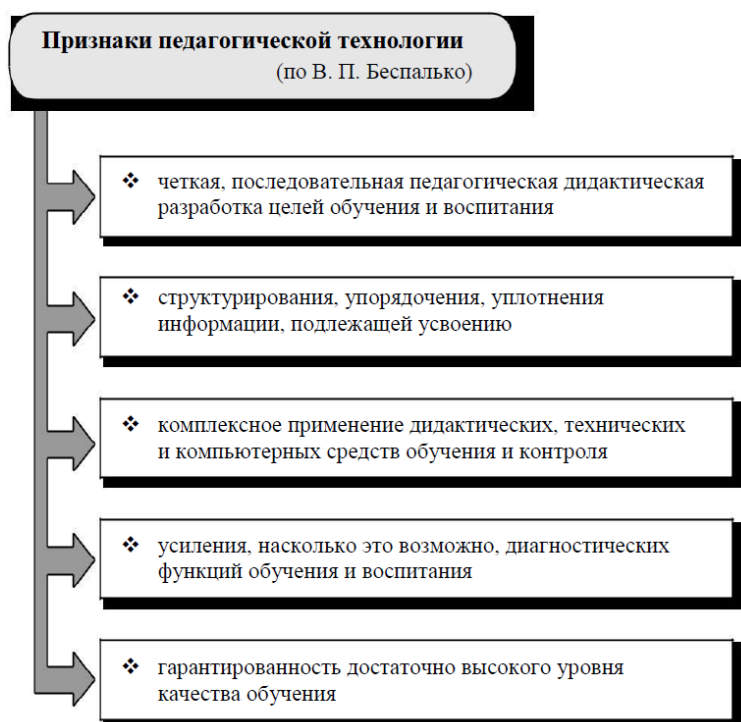 Признаки педагогической технологии
(по В. П. Беспалько)
❖ четкая, последовательная педагогическая дидактическая
разработка целей обучения и воспитания
❖ структурирования, упорядочения, уплотнения
информации, подлежащей усвоению
❖ комплексное применение дидактических, технических
и компьютерных средств обучения и контроля
❖ усиления, насколько это возможно, диагностических
функций обучения и воспитания
❖ гарантированность достаточно высокого уровня
качества обучения